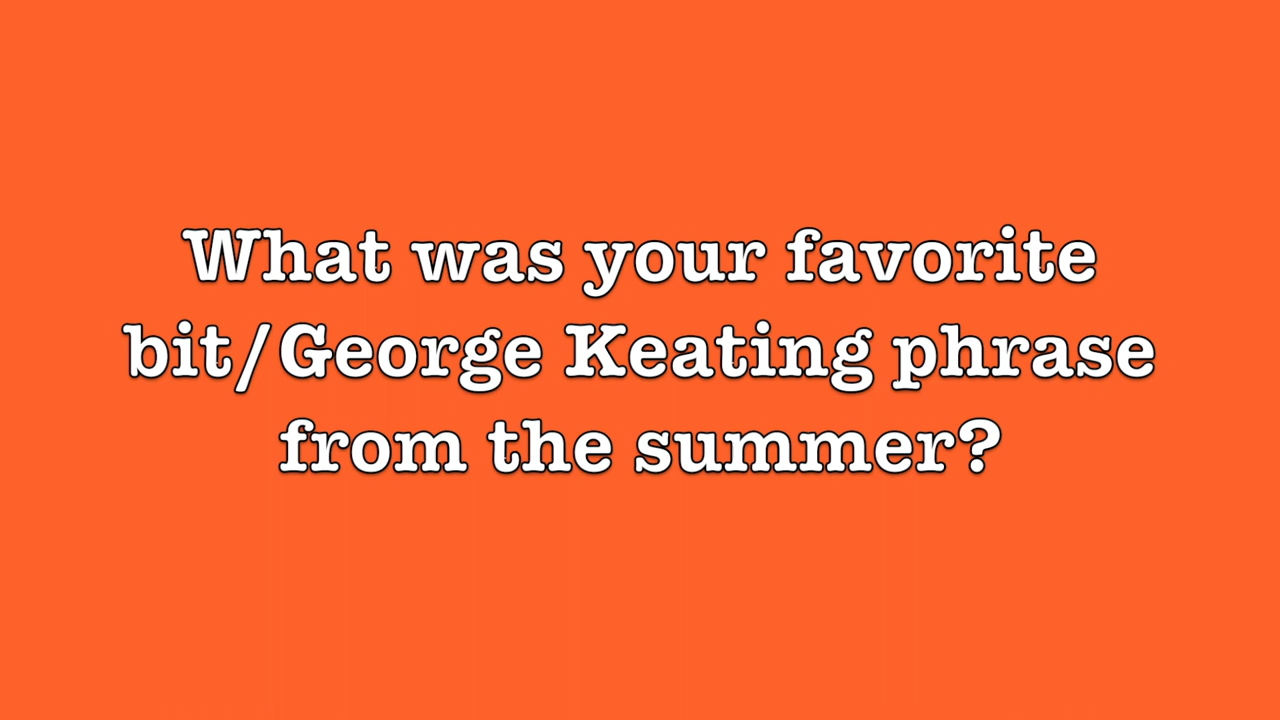 What was your favorite
bit/George Keating phrase
from the summer?